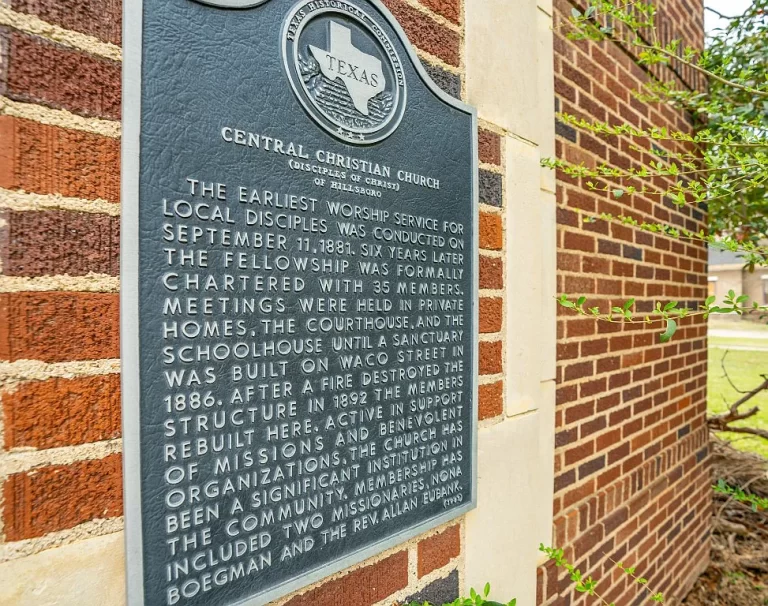 TEXAS HISTORICAL COMMISSION
TEXAS
CENTRAL CHRISTIAN CHURCH
(DISCIPLES OF CHRIST)
OF HILLSBORO
THE EARLIEST WORSHIP SERVICE FOR
LOCAL DISCIPLES WAS CONDUCTED ON
SEPTEMBER 11, 1881. SIX YEARS LATER
THE FELLOWSHIP WAS FORMALLY
CHARTERED WITH 35 MEMBERS.
MEETINGS WERE HELD IN PRIVATE
HOMES, THE COURTHOUSE, AND THE
SCHOOLHOUSE UNTIL A SANCTUARY
WAS BUILT ON WACO STREET IN
1886. AFTER A FIRE DESTROYED THE
STRUCTURE IN 1892 THE MEMBERS
REBUILT HERE. ACTIVE IN SUPPORT
OF MISSIONS AND BENEVOLENT
ORGANIZATIONS, THE CHURCH HAS
BEEN A SIGNIFICANT INSTITUTION IN
THE COMMUNITY. MEMBERSHIP HAS
INCLUDED TWO MISSIONARIES, NONA
BOEGMAN AND THE REV. ALLAN EUBANK.